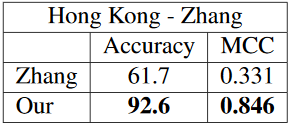 Hong Kong - Zhang
Accuracy MCC
Zhang 61.7 0.331
Our 92.6 0.846